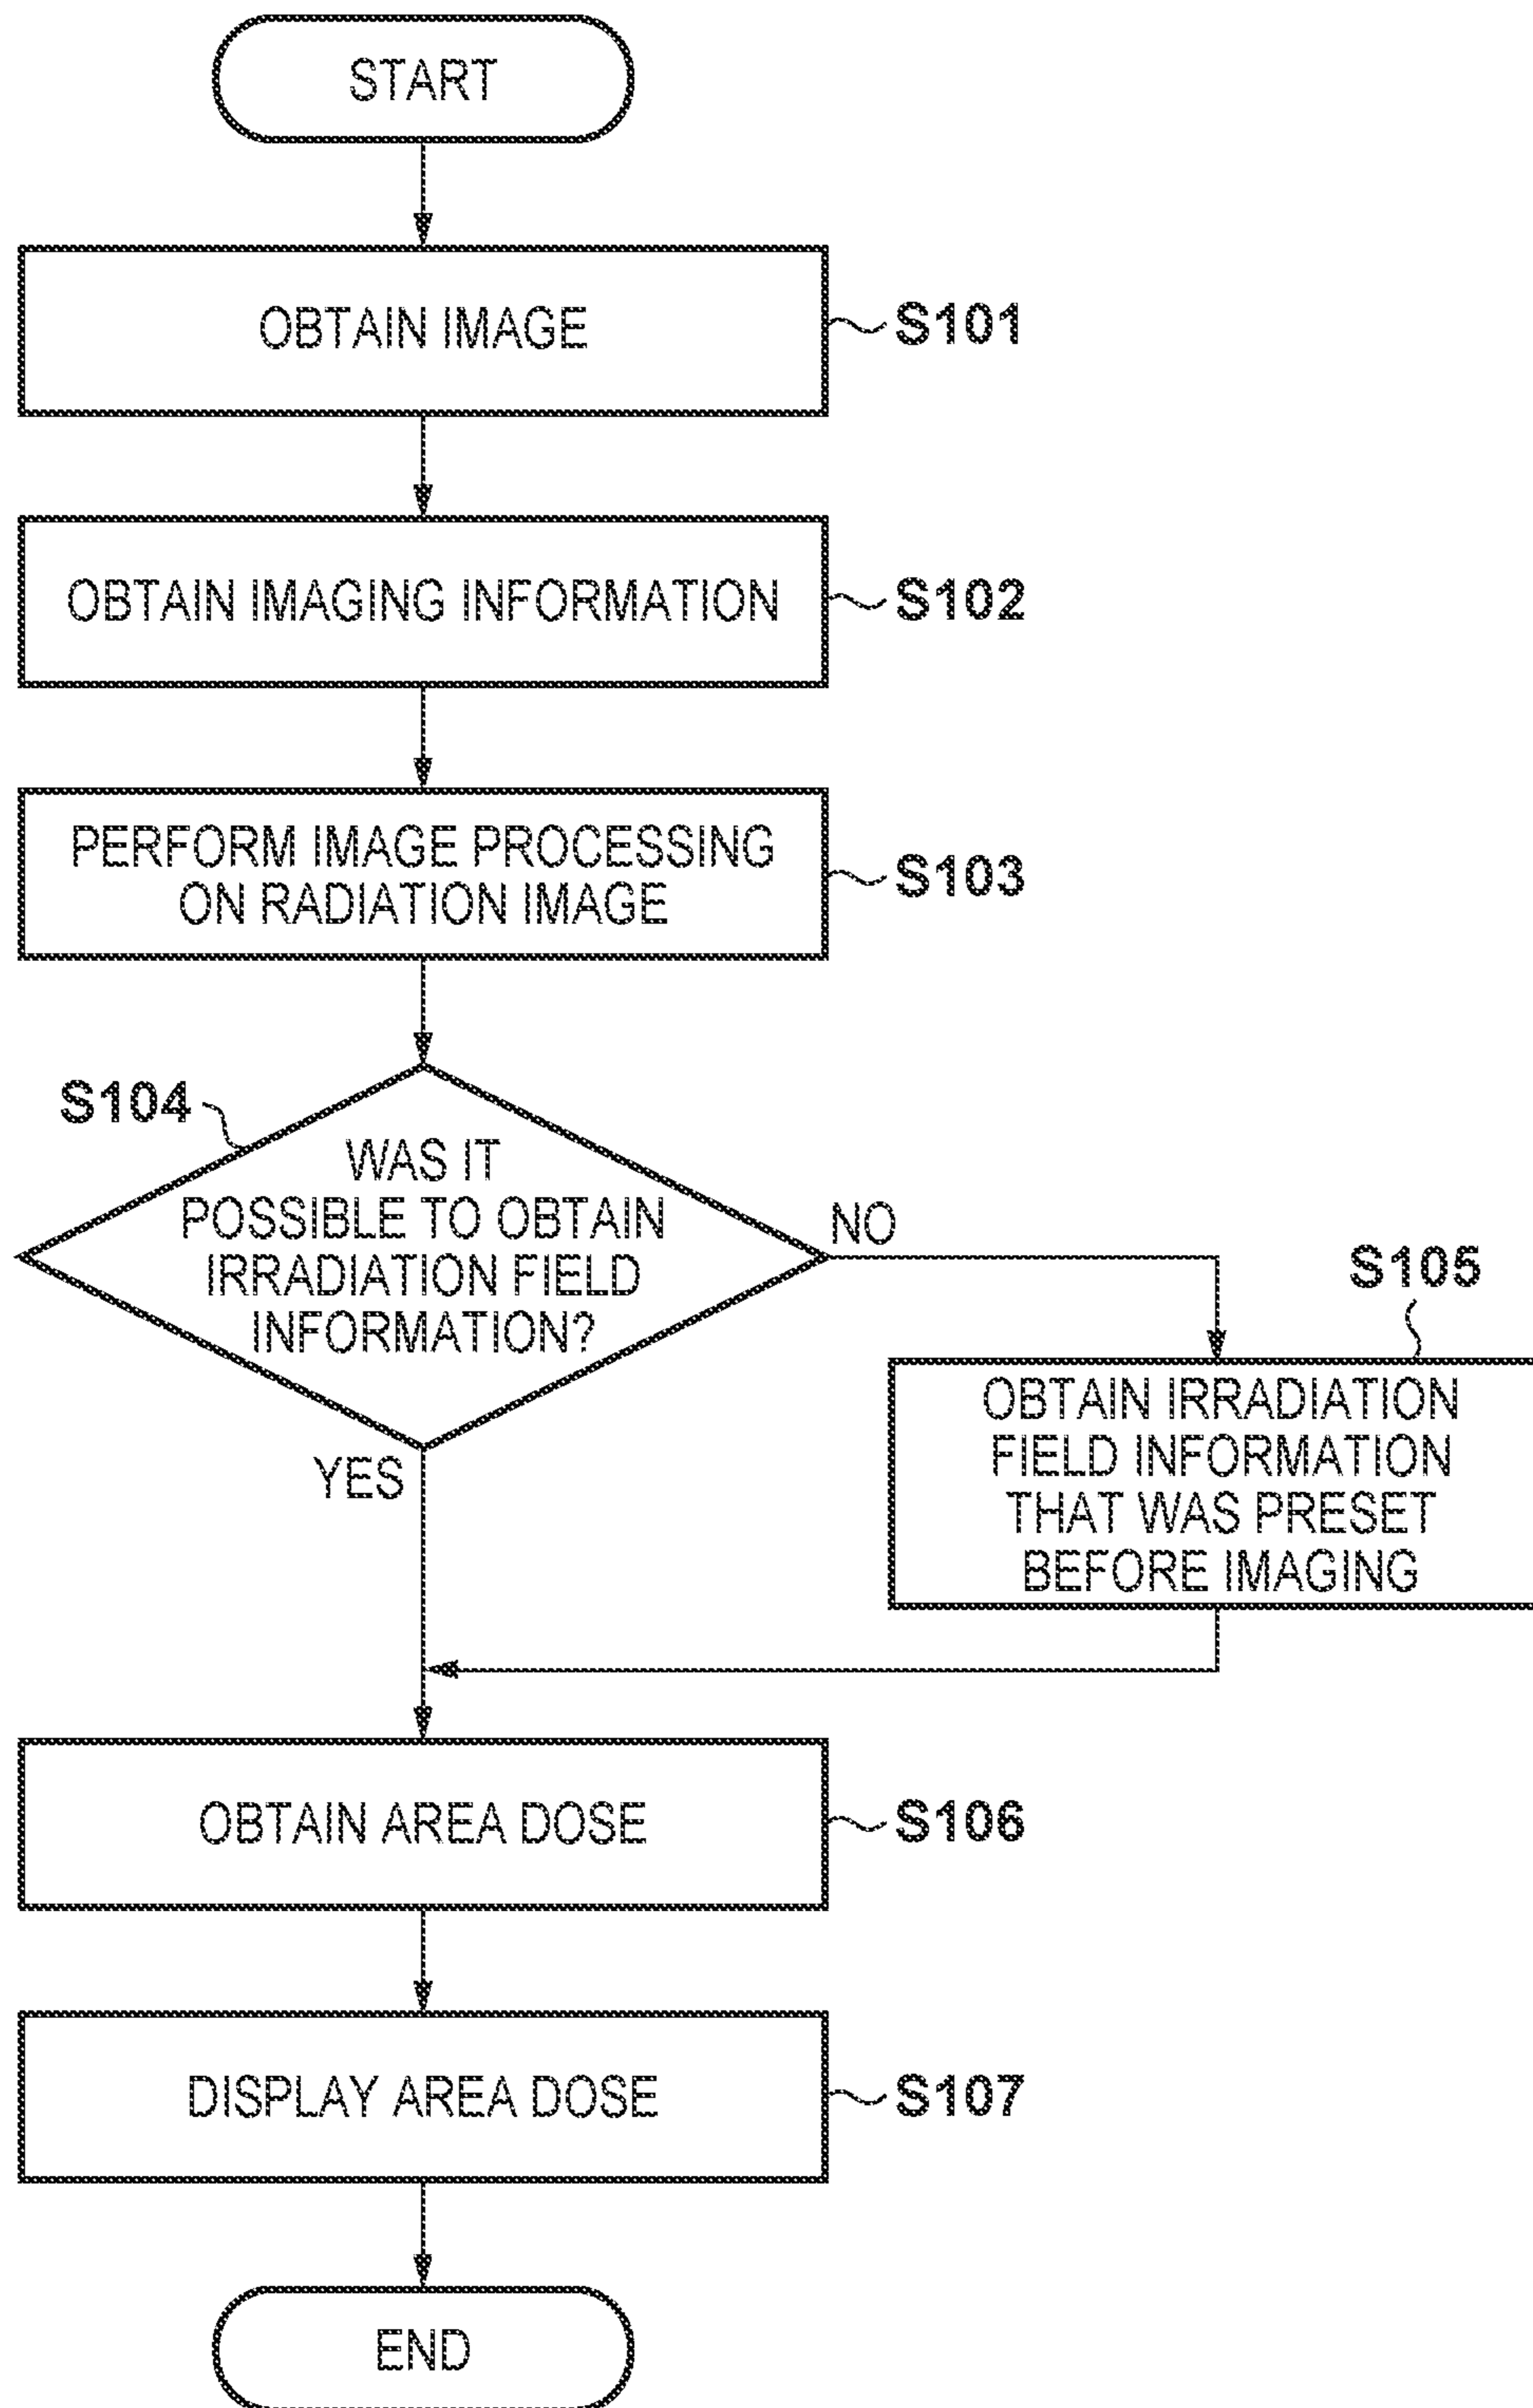 START
OBTAIN IMAGE
S101
OBTAIN IMAGING INFORMATION
S102
PERFORM IMAGE PROCESSING
ON RADIATION IMAGE
S103
S104
WAS IT
POSSIBLE TO OBTAIN
IRRADIATION FIELD
INFORMATION?
NO
YES
S105
OBTAIN IRRADIATION
FIELD INFORMATION
THAT WAS PRESET
BEFORE IMAGING
OBTAIN AREA DOSE
S106
DISPLAY AREA DOSE
S107
END